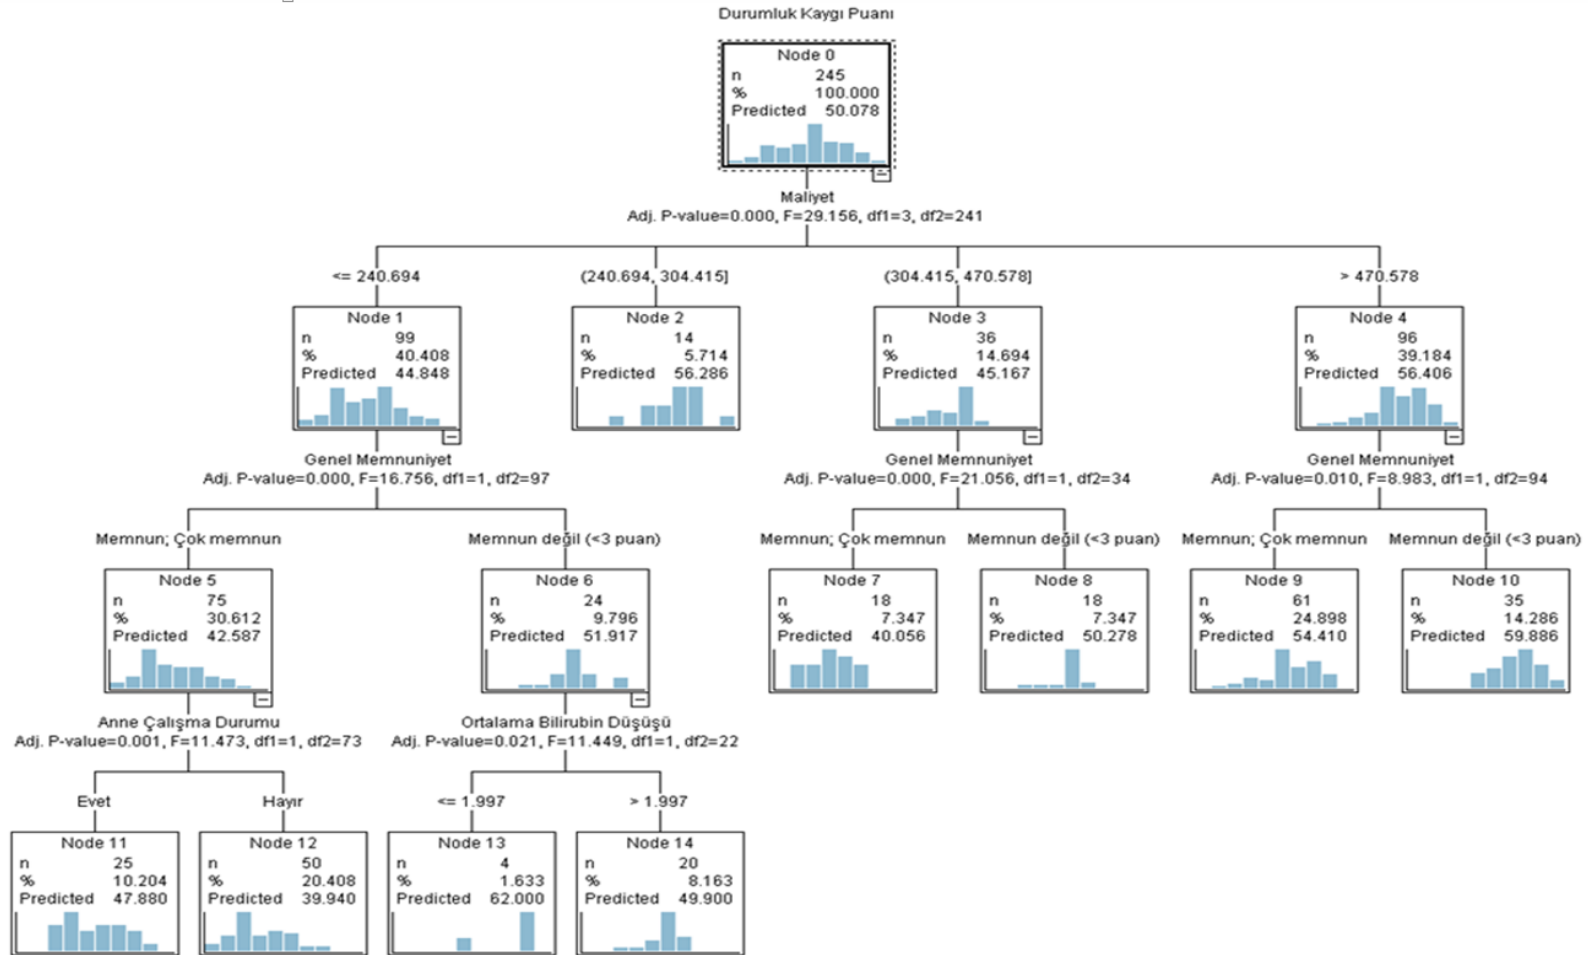 Durumluk Kaygı Puanı
Node 0
n 245
% 100.000
Predicted 50.078
Maliyet
Adj. P-value=0.000, F=29.156, df1=3, df2=241
<= 240.694
(240.694, 304.415]
(304.415, 470.578]
> 470.578
Node 1
n 99
% 40.408
Predicted 44.848
Node 2
n 14
% 5.714
Predicted 56.286
Node 3
n 36
% 14.694
Predicted 45.167
Node 4
n 96
% 39.184
Predicted 56.406
Genel Memnuniyet
Adj. P-value=0.000, F=16.756, df1=1, df2=97
Genel Memnuniyet
Adj. P-value=0.000, F=21.056, df1=1, df2=34
Genel Memnuniyet
Adj. P-value=0.010, F=8.983, df1=1, df2=94
Memnun; Çok memnun
Memnun değil (<3 puan)
Memnun; Çok memnun
Memnun değil (<3 puan)
Memnun; Çok memnun
Memnun değil (<3 puan)
Node 5
n 75
% 30.612
Predicted 42.587
Node 6
n 24
% 9.796
Predicted 51.917
Node 7
n 18
% 7.347
Predicted 40.056
Node 8
n 18
% 7.347
Predicted 50.278
Node 9
n 61
% 24.898
Predicted 54.410
Node 10
n 35
% 14.286
Predicted 59.886
Anne Çalışma Durumu
Adj. P-value=0.001, F=11.473, df1=1, df2=73
Ortalama Bilirubin Düşüşü
Adj. P-value=0.021, F=11.449, df1=1, df2=22
Evet
Hayır
<= 1.997
> 1.997
Node 11
n 25
% 10.204
Predicted 47.880
Node 12
n 50
% 20.408
Predicted 39.940
Node 13
n 4
% 1.633
Predicted 62.000
Node 14
n 20
% 8.163
Predicted 49.900